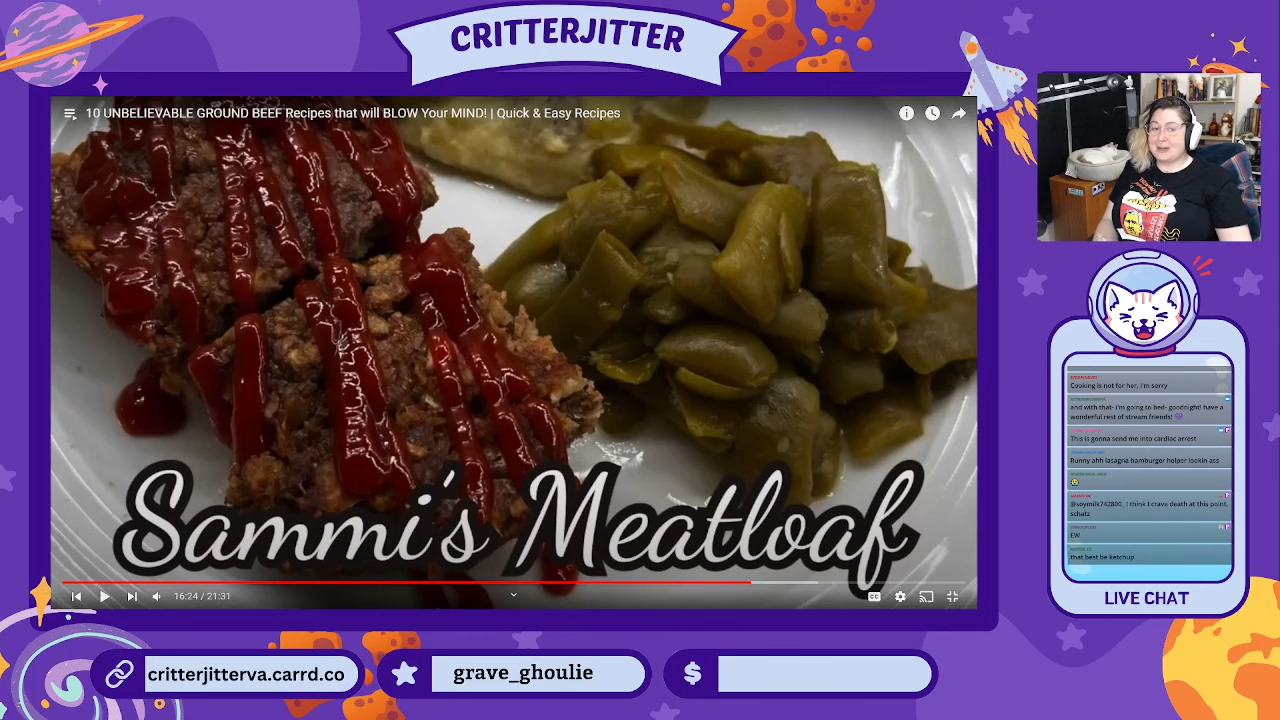 CRITTERJITTER
10 UNBELIEVABLE GROUND BEEF Recipes that will BLOW Your MIND! | Quick & Easy Recipes
Sammi's Meatloaf
16:24 / 21:31
CC
Cooking is not for her, I'm sorry
and with that- i'm going to bed- goodnight! have a
wonderful rest of stream friends! 💜
This is gonna send me into cardiac arrest
Runny ahh lasagna hamburger helper lookin ass
@soymilk742800_ I think I crave death at this point,
schatz
EW
that best be ketchup
LIVE CHAT
critterjitterva.carrd.co
grave_ghoulie
$